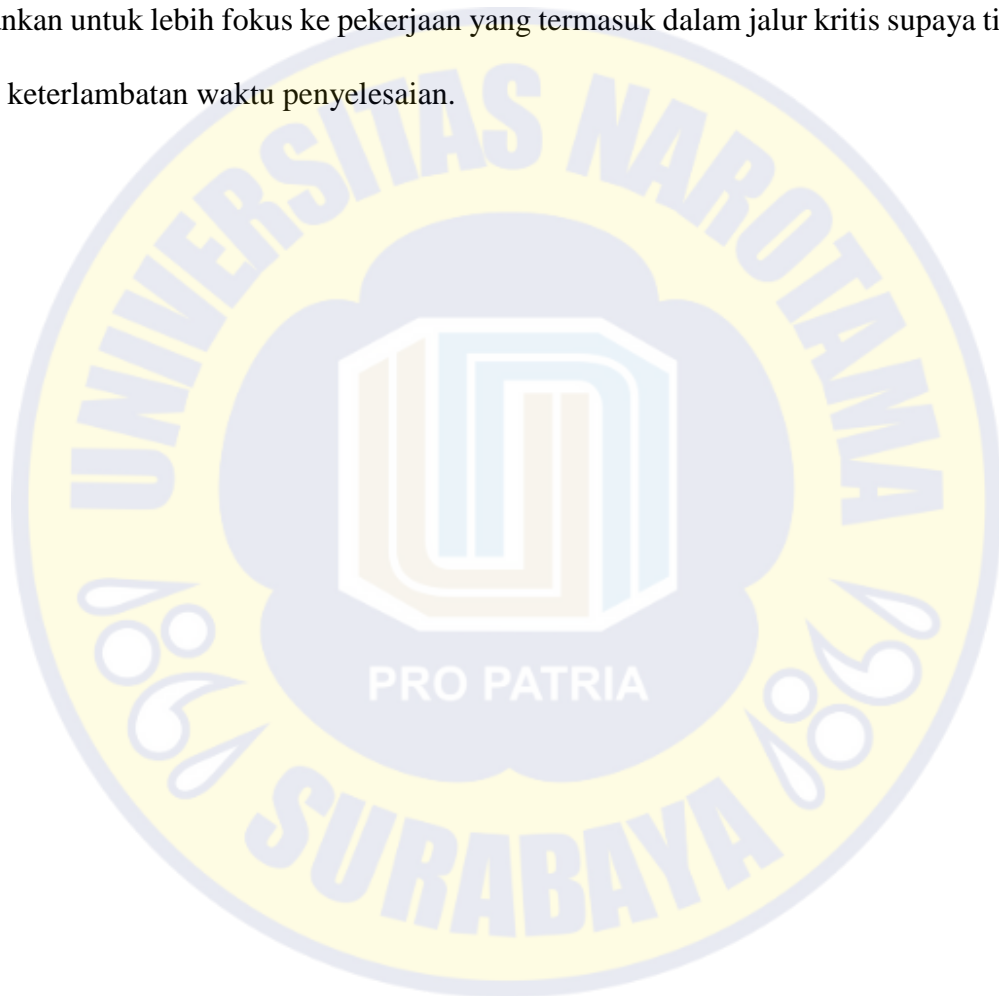 nkan untuk lebih fokus ke pekerjaan yang termasuk dalam jalur kritis supaya ti
keterlambatan waktu penyelesaian.
UNIVERSITAS NAROTAMA
PRO PATRIA
SURABAYA